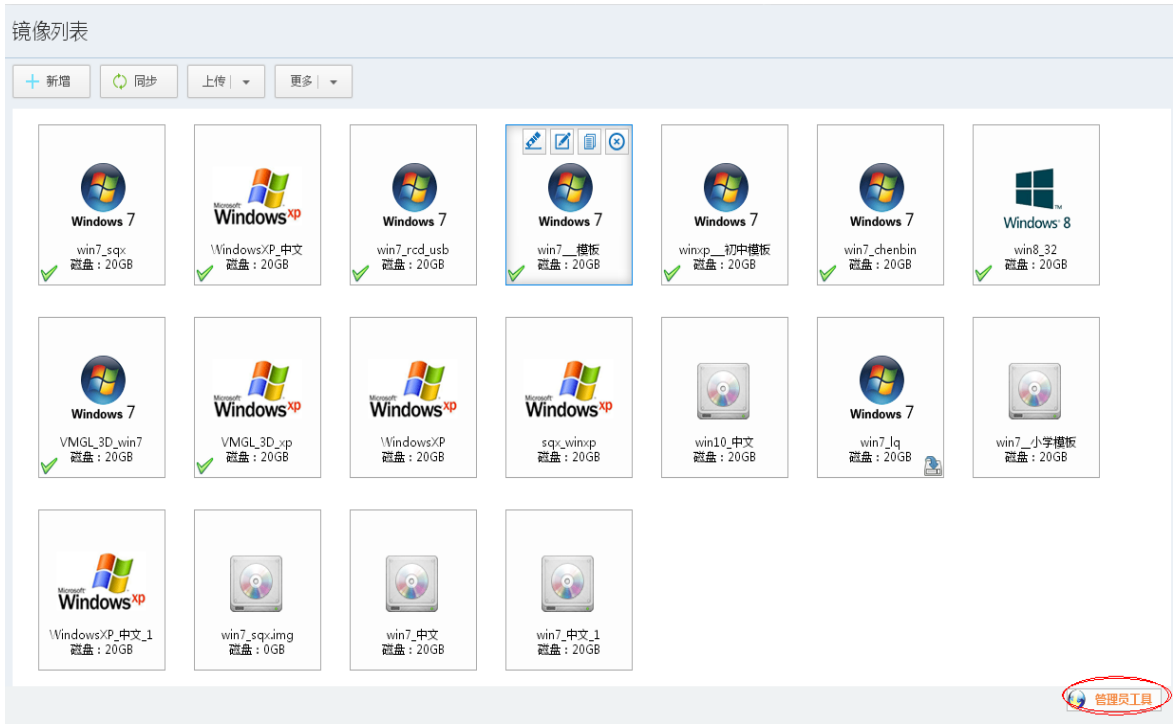 镜像列表
新增
同步
上传
更多
Windows 7
win7_sqx
磁盘：20GB
Microsoft
Windows xp
WindowsXP_中文
磁盘：20GB
Windows 7
win7_rcd_usb
磁盘：20GB
Windows 7
win7__模板
磁盘：20GB
Windows 7
winxp__初中模板
磁盘：20GB
Windows 7
win7_chenbin
磁盘：20GB
Windows 8
win8_32
磁盘：20GB
Windows 7
VMGL_3D_win7
磁盘：20GB
Microsoft
Windows xp
VMGL_3D_xp
磁盘：20GB
Microsoft
Windows xp
WindowsXP
磁盘：20GB
Microsoft
Windows xp
sqx_winxp
磁盘：20GB
win10_中文
磁盘：20GB
Windows 7
win7_lq
磁盘：20GB
win7__小学模板
磁盘：20GB
Microsoft
Windows xp
WindowsXP_中文_1
磁盘：20GB
win7_sqx.img
磁盘：0GB
win7_中文
磁盘：20GB
win7_中文_1
磁盘：20GB
管理员工具